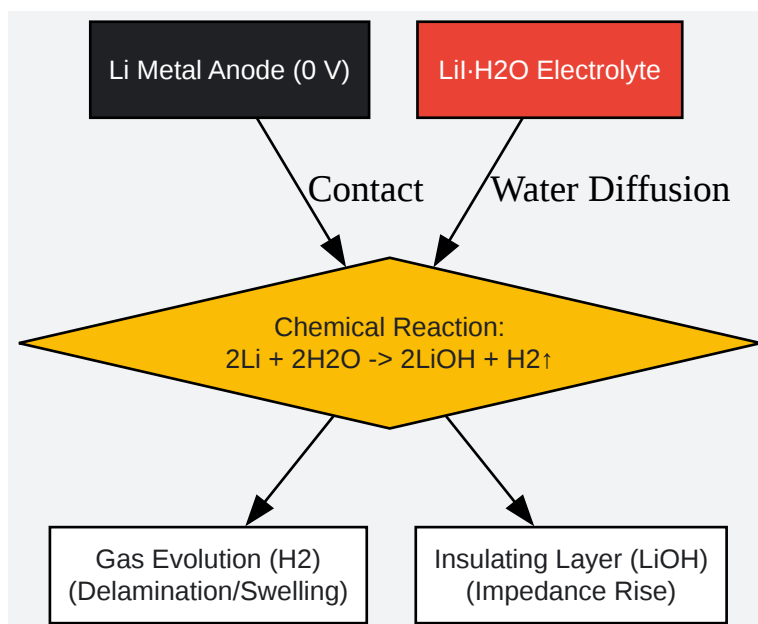 Li Metal Anode (0 V)
LiI·H2O Electrolyte
Contact
Water Diffusion
Chemical Reaction:
2Li + 2H2O -> 2LiOH + H2↑
Gas Evolution (H2)
(Delamination/Swelling)
Insulating Layer (LiOH)
(Impedance Rise)